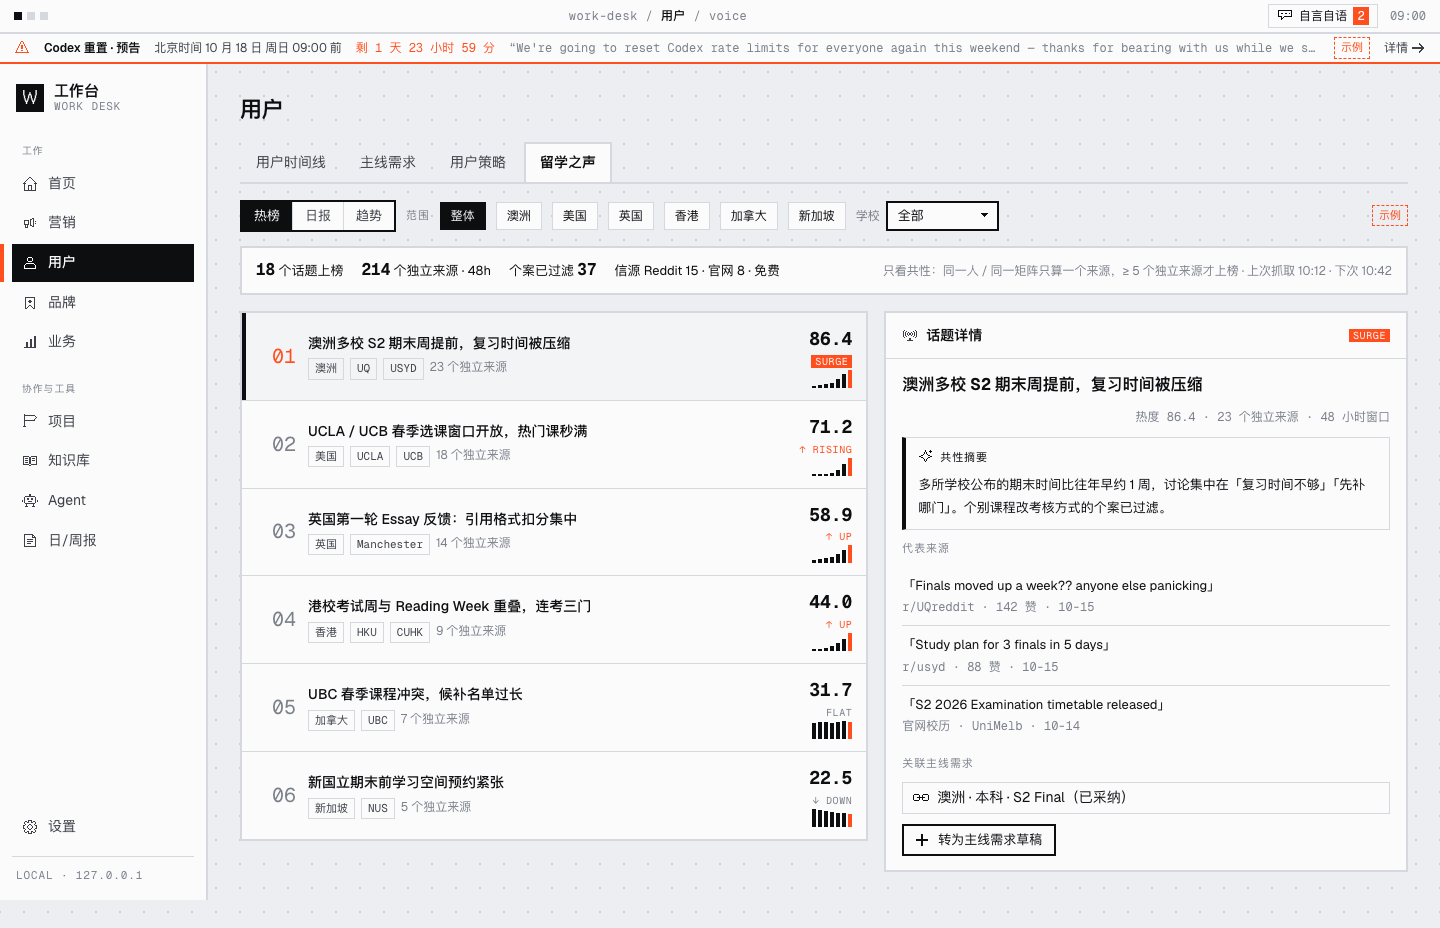 work-desk / 用户 / voice
自言自语 2
09:00
Codex 重置 · 预告 北京时间 10 月 18 日 周日 09:00 前 剩 1 天 23 小时 59 分 “We're going to reset Codex rate limits for everyone again this weekend — thanks for bearing with us while we s… 示例 详情
W 工作台
WORK DESK
工作
首页
营销
用户
品牌
业务
协作与工具
项目
知识库
Agent
日/周报
设置
LOCAL · 127.0.0.1
用户
用户时间线 主线需求 用户策略 留学之声
热榜 日报 趋势 范围 整体 澳洲 美国 英国 香港 加拿大 新加坡 学校 全部 示例
18 个话题上榜 214 个独立来源 · 48h 个案已过滤 37 信源 Reddit 15 · 官网 8 · 免费 只看共性：同一人 / 同一矩阵只算一个来源，≥ 5 个独立来源才上榜 · 上次抓取 10:12 · 下次 10:42
01 澳洲多校 S2 期末周提前，复习时间被压缩 86.4
澳洲 UQ USYD 23 个独立来源 SURGE
02 UCLA / UCB 春季选课窗口开放，热门课秒满 71.2
美国 UCLA UCB 18 个独立来源 ↑ RISING
03 英国第一轮 Essay 反馈：引用格式扣分集中 58.9
英国 Manchester 14 个独立来源 ↑ UP
04 港校考试周与 Reading Week 重叠，连考三门 44.0
香港 HKU CUHK 9 个独立来源 ↑ UP
05 UBC 春季课程冲突，候补名单过长 31.7
加拿大 UBC 7 个独立来源 FLAT
06 新国立期末前学习空间预约紧张 22.5
新加坡 NUS 5 个独立来源 ↓ DOWN
话题详情 SURGE
澳洲多校 S2 期末周提前，复习时间被压缩
热度 86.4 · 23 个独立来源 · 48 小时窗口
共性摘要
多所学校公布的期末时间比往年早约 1 周，讨论集中在「复习时间不够」「先补
哪门」。个别课程改考核方式的个案已过滤。
代表来源
「Finals moved up a week?? anyone else panicking」
r/UQreddit · 142 赞 · 10-15
「Study plan for 3 finals in 5 days」
r/usyd · 88 赞 · 10-15
「S2 2026 Examination timetable released」
官网校历 · UniMelb · 10-14
关联主线需求
澳洲 · 本科 · S2 Final（已采纳）
转为主线需求草稿